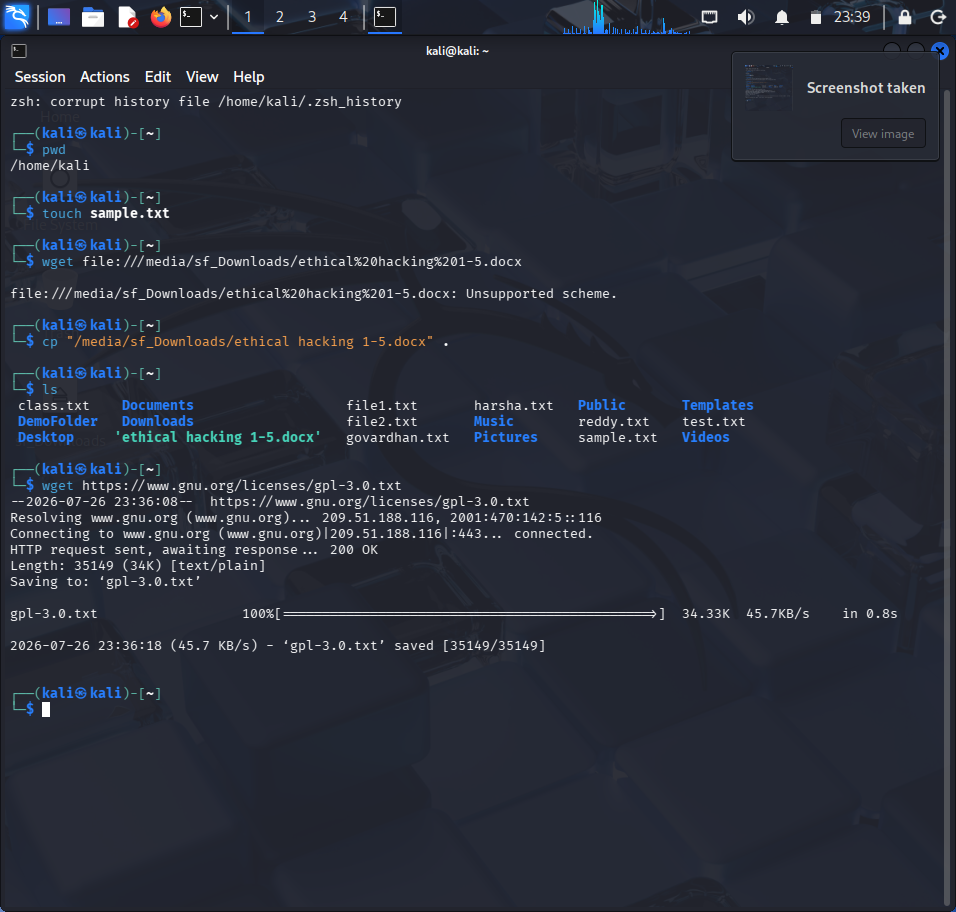 1 2 3 4 23:39
kali@kali: ~
Session Actions Edit View Help
Screenshot taken
View image
zsh: corrupt history file /home/kali/.zsh_history
Home
┌──(kali㉿kali)-[~]
└─$ pwd
/home/kali
┌──(kali㉿kali)-[~]
└─$ touch sample.txt
File System
┌──(kali㉿kali)-[~]
└─$ wget file:///media/sf_Downloads/ethical%20hacking%201-5.docx
file:///media/sf_Downloads/ethical%20hacking%201-5.docx: Unsupported scheme.
┌──(kali㉿kali)-[~]
└─$ cp "/media/sf_Downloads/ethical hacking 1-5.docx" .
┌──(kali㉿kali)-[~]
└─$ ls
class.txt Documents file1.txt harsha.txt Public Templates
DemoFolder Downloads file2.txt Music reddy.txt test.txt
Desktop 'ethical hacking 1-5.docx' govardhan.txt Pictures sample.txt Videos
┌──(kali㉿kali)-[~]
└─$ wget https://www.gnu.org/licenses/gpl-3.0.txt
--2026-07-26 23:36:08-- https://www.gnu.org/licenses/gpl-3.0.txt
Resolving www.gnu.org (www.gnu.org)... 209.51.188.116, 2001:470:142:5::116
Connecting to www.gnu.org (www.gnu.org)|209.51.188.116|:443... connected.
HTTP request sent, awaiting response... 200 OK
Length: 35149 (34K) [text/plain]
Saving to: ‘gpl-3.0.txt’
gpl-3.0.txt 100%[===================================================>] 34.33K 45.7KB/s in 0.8s
2026-07-26 23:36:18 (45.7 KB/s) - ‘gpl-3.0.txt’ saved [35149/35149]
┌──(kali㉿kali)-[~]
└─$